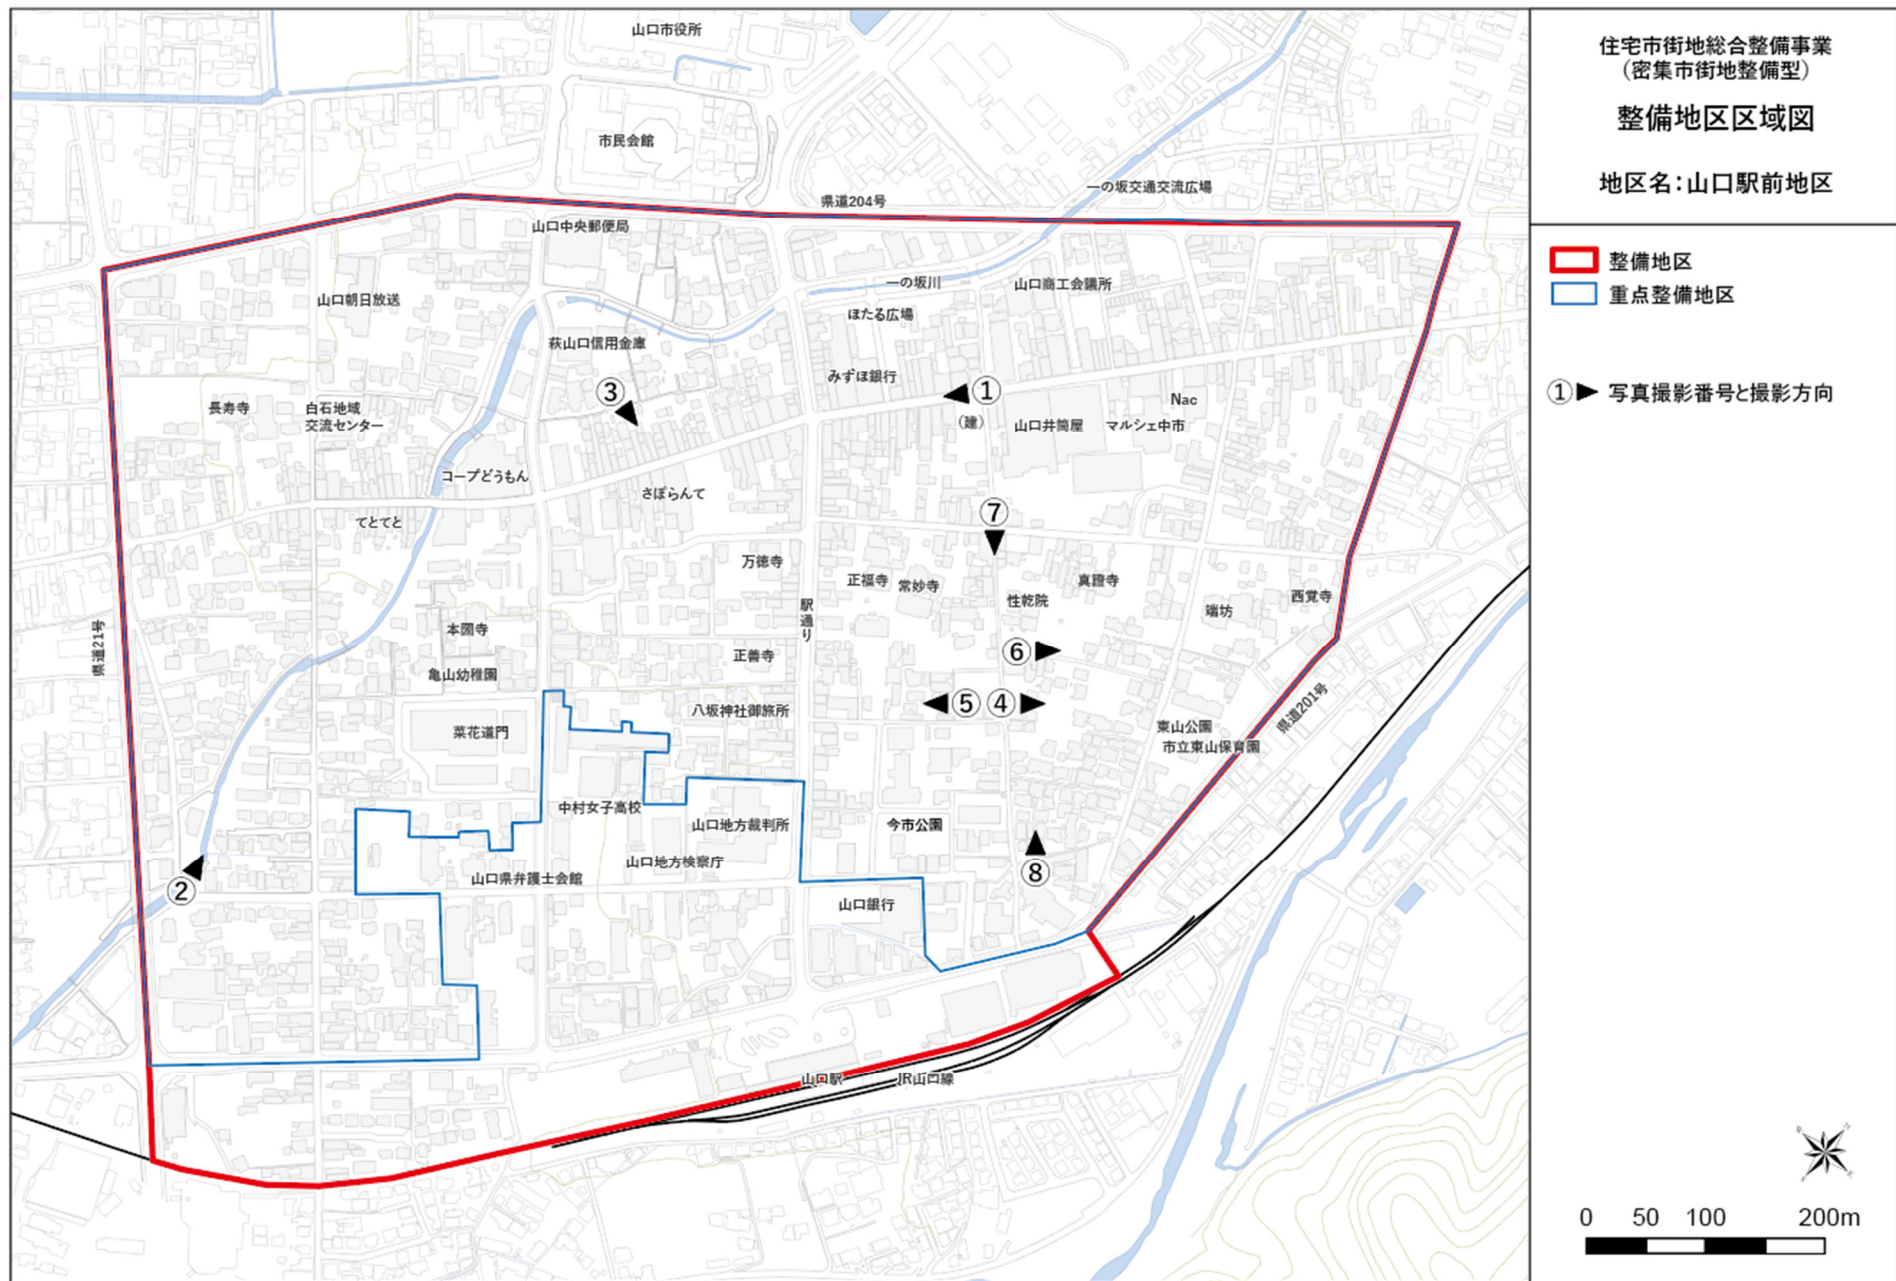 住宅市街地総合整備事業
(密集市街地整備型)
整備地区区域図
地区名:山口駅前地区
整備地区
重点整備地区
① 写真撮影番号と撮影方向
0 50 100 200m
山口市役所
市民会館
県道204号
一の坂交通交流広場
山口中央郵便局
山口朝日放送
一の坂川
山口商工会議所
ほたる広場
萩山口信用金庫
みずほ銀行
①
③
(建)
Nac
長寿寺
白石地域
交流センター
山口井筒屋
マルシェ中市
コープどうもん
さぽらんて
てとてと
⑦
万徳寺
正福寺
常妙寺
性乾院
真證寺
端坊
西覚寺
駅通り
県道21号
本圀寺
正善寺
⑥
亀山幼稚園
⑤
④
県道201号
八坂神社御旅所
菜花道門
東山公園
市立東山保育園
中村女子高校
山口地方裁判所
今市公園
山口地方検察庁
②
山口県弁護士会館
⑧
山口銀行
山口駅
JR山口線